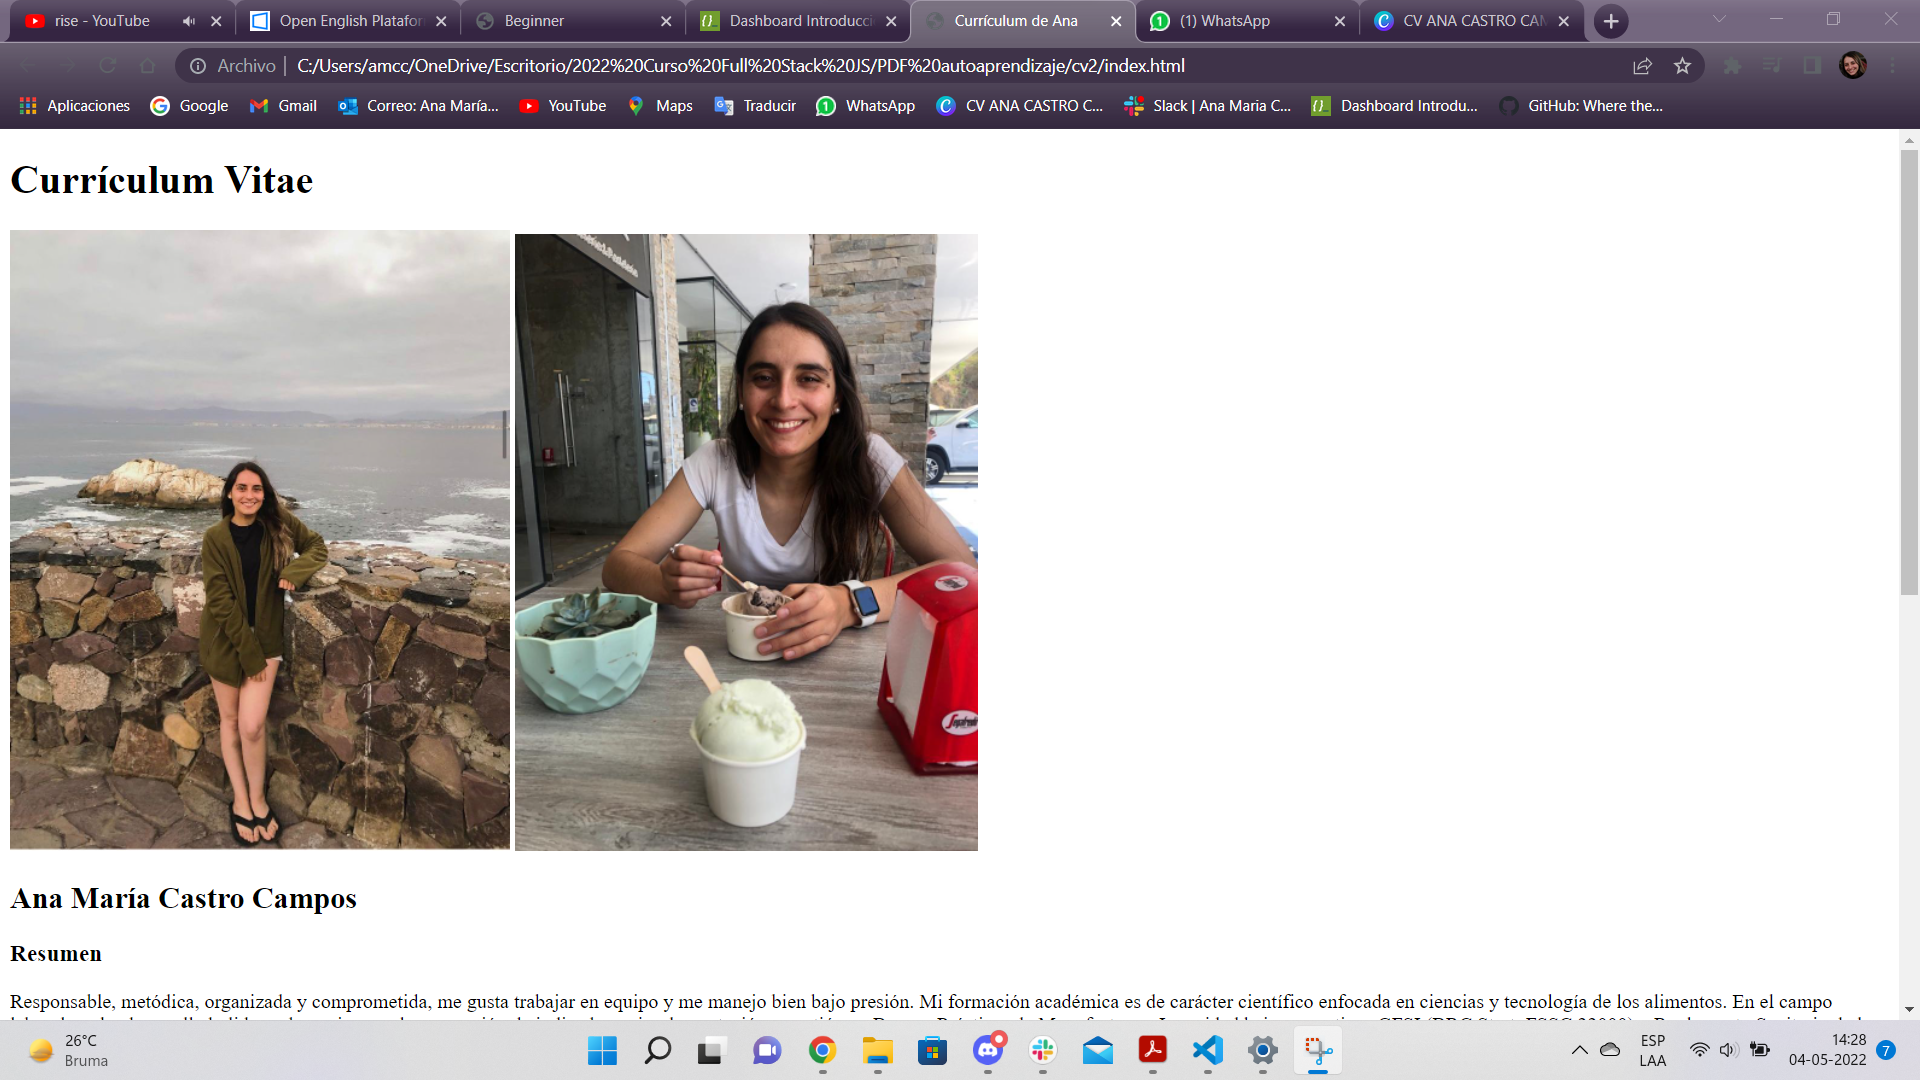 rise - YouTube
Open English Platafor
Beginner
Dashboard Introducci
Currículum de Ana
(1) WhatsApp
CV ANA CASTRO CAM
Archivo
C:/Users/amcc/OneDrive/Escritorio/2022%20Curso%20Full%20Stack%20JS/PDF%20autoaprendizaje/cv2/index.html
Aplicaciones
Google
Gmail
Correo: Ana María...
YouTube
Maps
Traducir
WhatsApp
CV ANA CASTRO C...
Slack | Ana Maria C...
Dashboard Introdu...
GitHub: Where the...
Currículum Vitae
Ana María Castro Campos
Resumen
Responsable, metódica, organizada y comprometida, me gusta trabajar en equipo y me manejo bien bajo presión. Mi formación académica es de carácter científico enfocada en ciencias y tecnología de los alimentos. En el campo
26°C
Bruma
ESP
LAA
14:28
04-05-2022
7